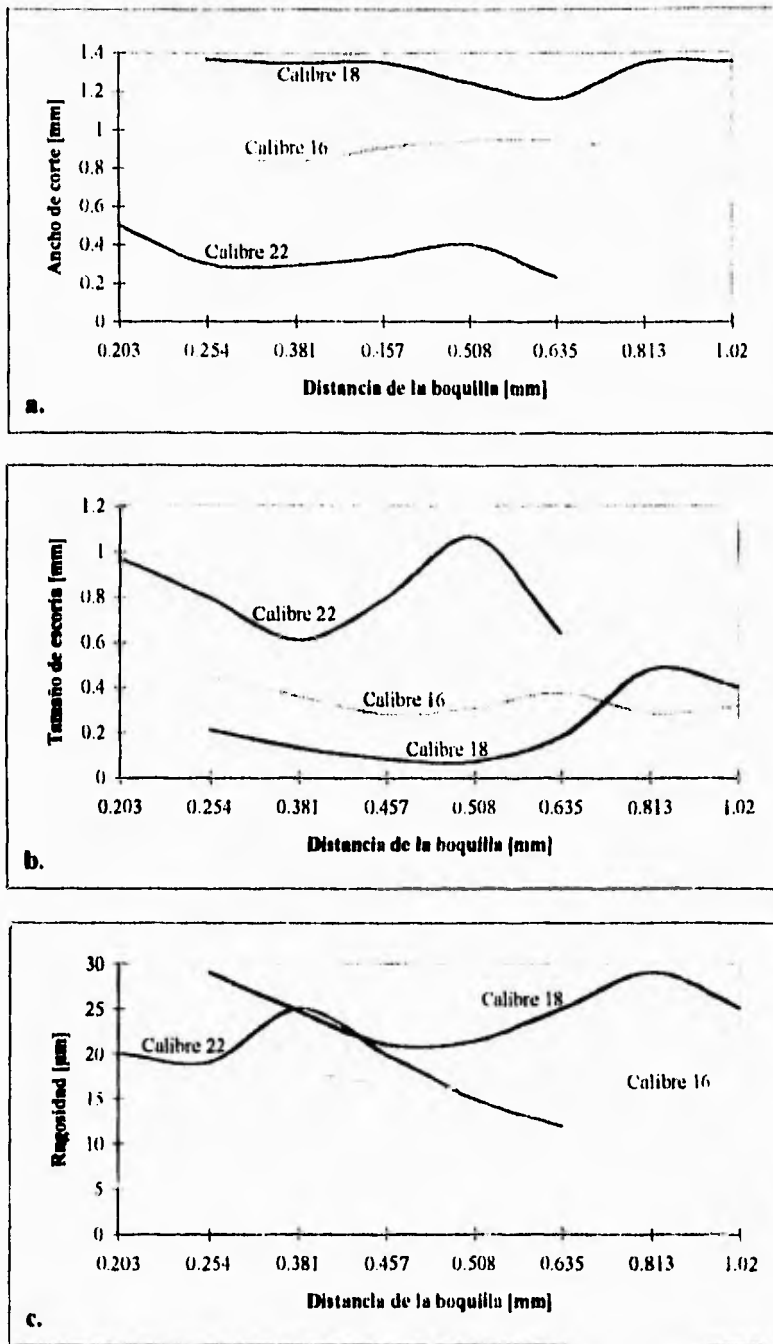 1.4
1.2
1
0.8
0.6
0.4
0.2
0
Calibre 18
Calibre 16
Calibre 22
Ancho de corte [mm]
0.203 0.254 0.381 0.457 0.508 0.635 0.813 1.02
Distancia de la boquilla [mm]
a.
1.2
1
0.8
0.6
0.4
0.2
0
Calibre 22
Calibre 16
Calibre 18
Tamaño de escoria [mm]
0.203 0.254 0.381 0.457 0.508 0.635 0.813 1.02
Distancia de la boquilla [mm]
b.
30
25
20
15
10
5
0
Calibre 18
Calibre 22
Calibre 16
Rugosidad [µm]
0.203 0.254 0.381 0.457 0.508 0.635 0.813 1.02
Distancia de la boquilla [mm]
c.